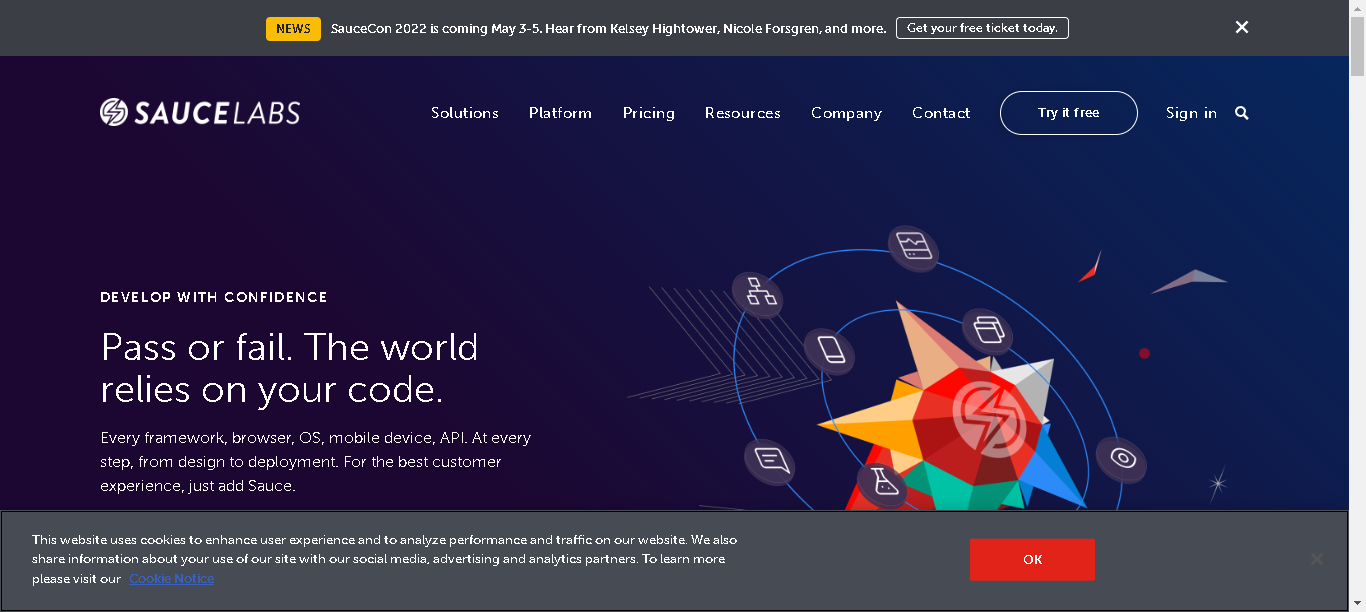 NEWS SauceCon 2022 is coming May 3-5. Hear from Kelsey Hightower, Nicole Forsgren, and more. Get your free ticket today.
SAUCELABS Solutions Platform Pricing Resources Company Contact Try it free Sign in
DEVELOP WITH CONFIDENCE
Pass or fail. The world
relies on your code.
Every framework, browser, OS, mobile device, API. At every
step, from design to deployment. For the best customer
experience, just add Sauce.
This website uses cookies to enhance user experience and to analyze performance and traffic on our website. We also
share information about your use of our site with our social media, advertising and analytics partners. To learn more
please visit our Cookie Notice
OK